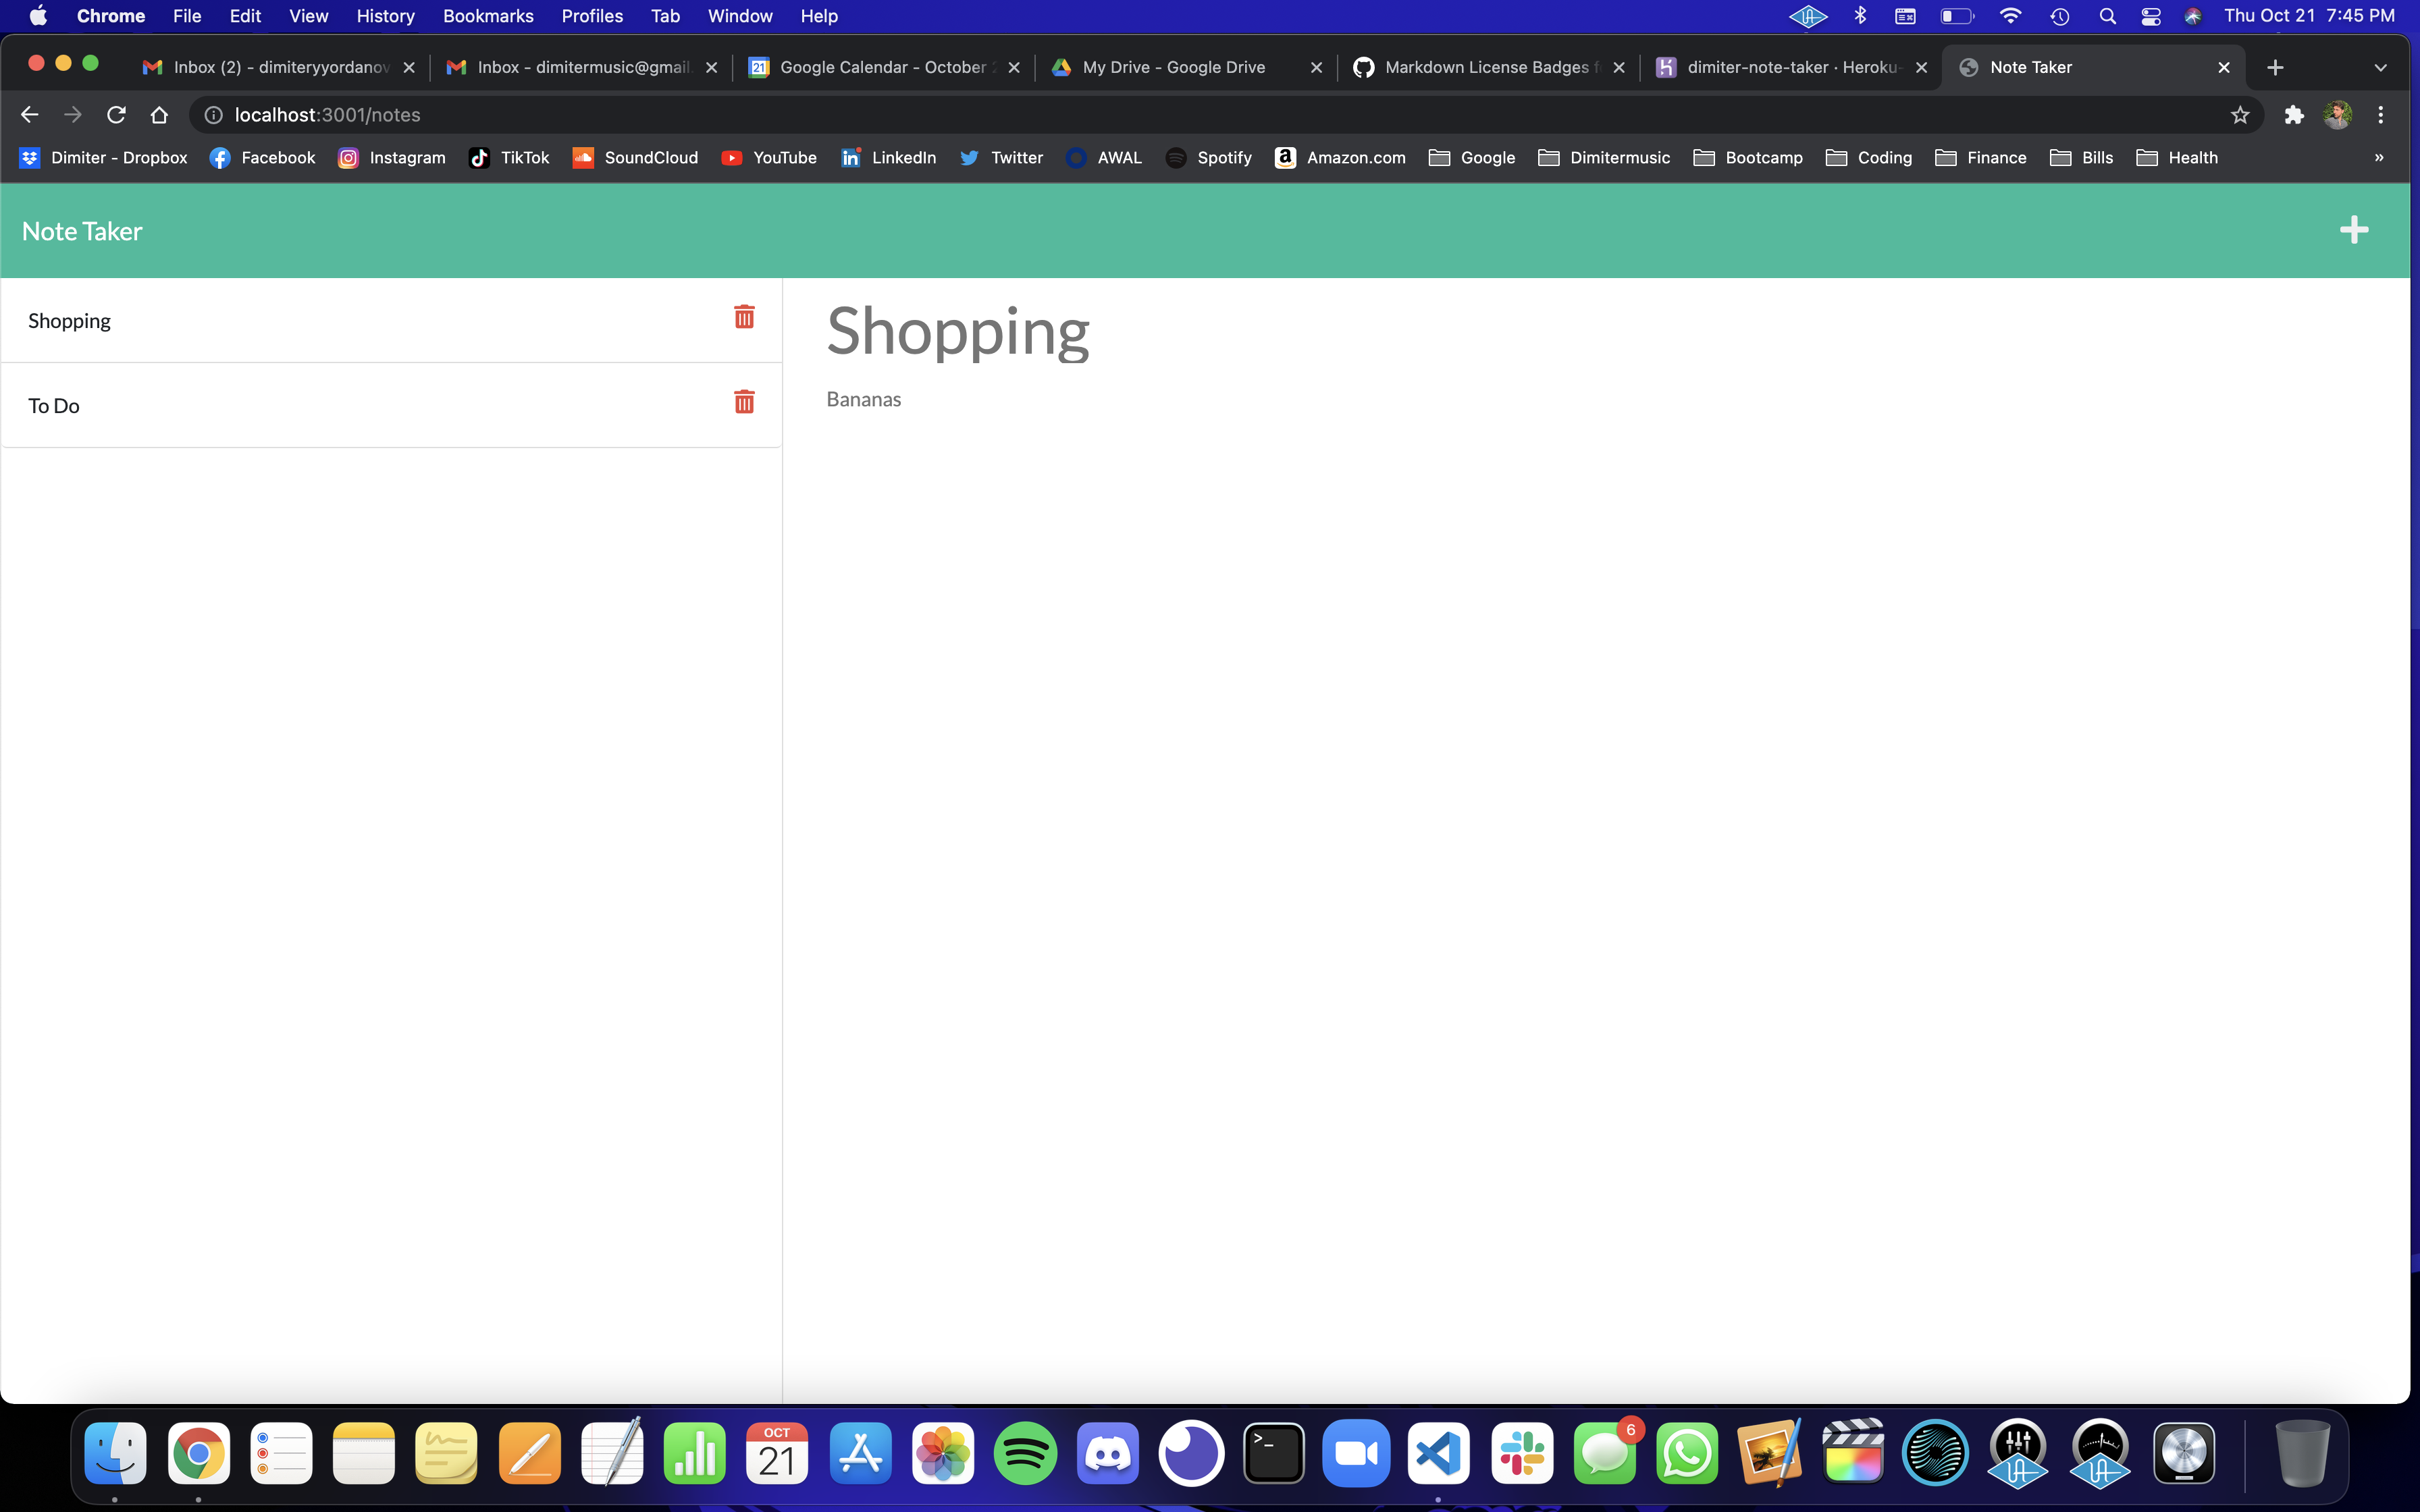 Chrome File Edit View History Bookmarks Profiles Tab Window Help Thu Oct 21 7:45 PM
Inbox (2) - dimiteryyordanov Inbox - dimitermusic@gmail. 21 Google Calendar - October 2 My Drive - Google Drive Markdown License Badges f dimiter-note-taker · Heroku- Note Taker
localhost:3001/notes
Dimiter - Dropbox Facebook Instagram TikTok SoundCloud YouTube LinkedIn Twitter AWAL Spotify Amazon.com Google Dimitermusic Bootcamp Coding Finance Bills Health »
Note Taker
Shopping
To Do
Shopping
Bananas
OCT
21
6